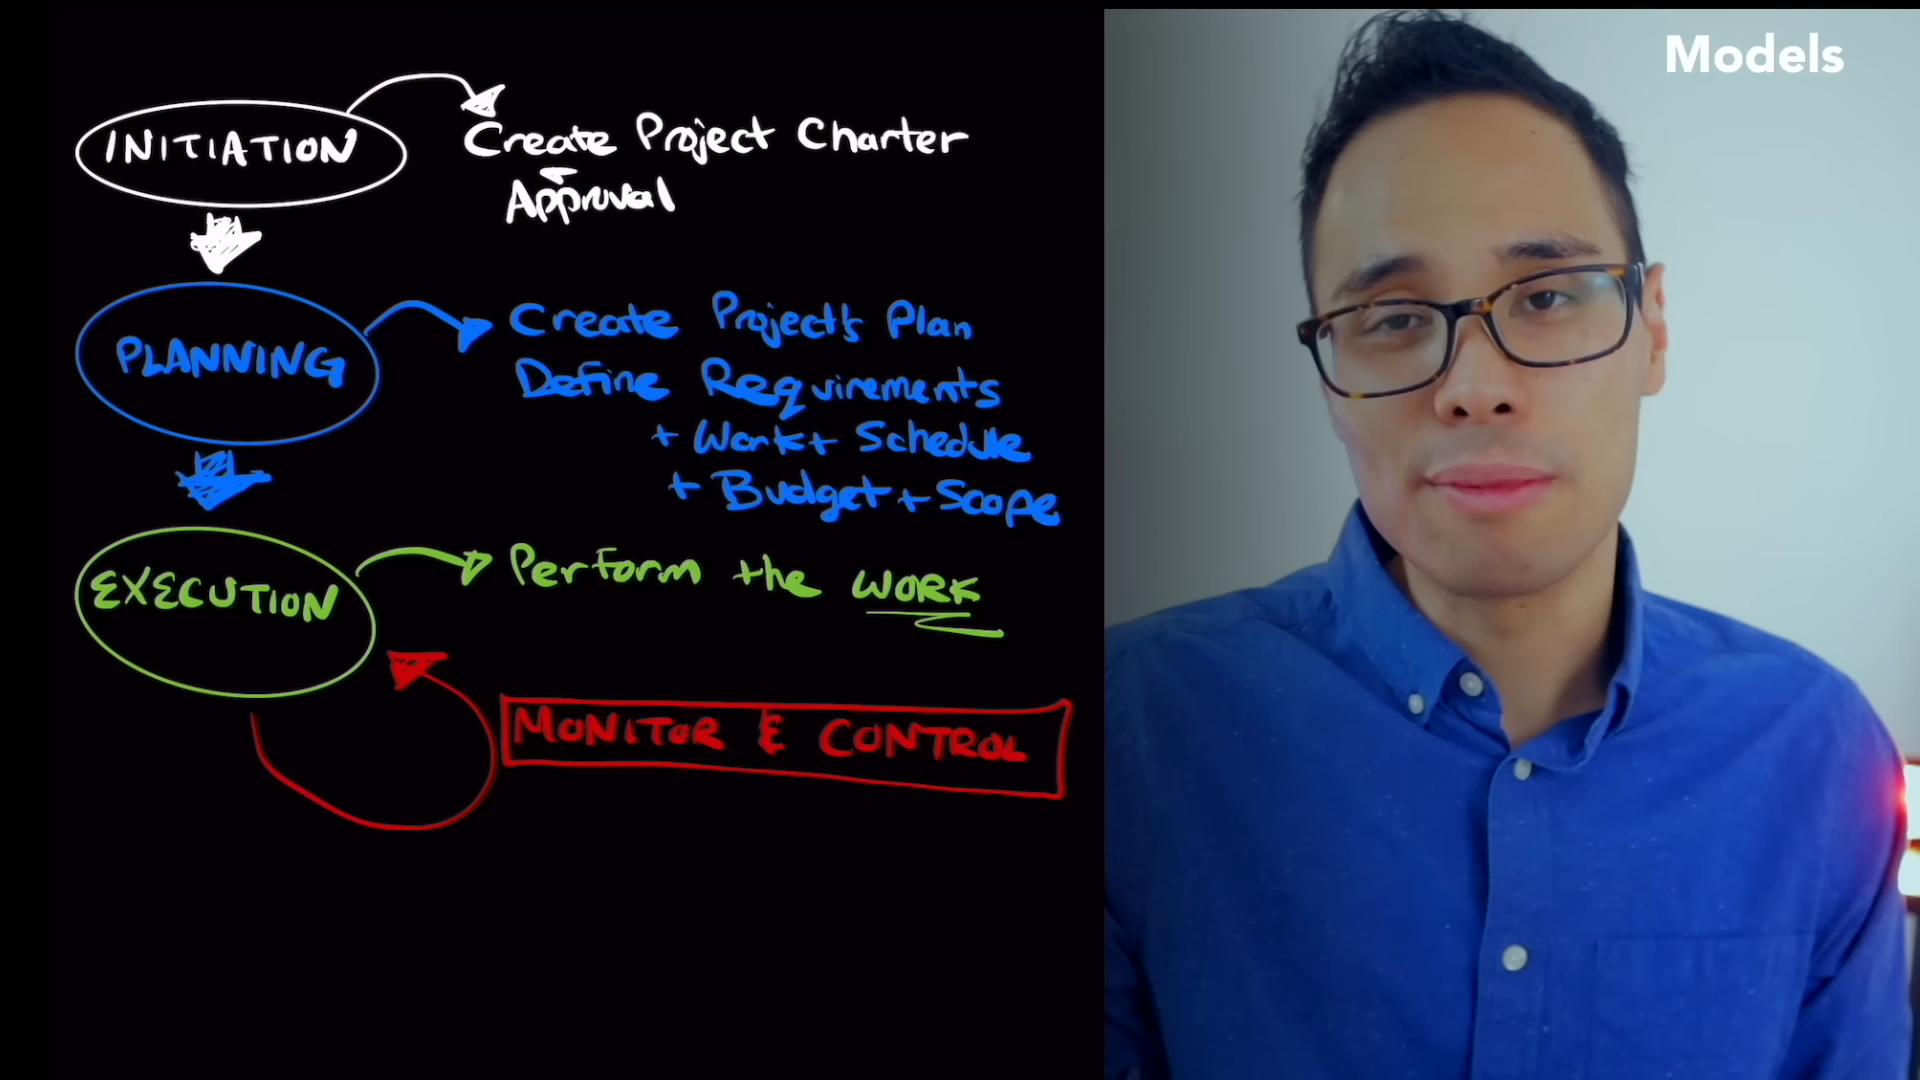 Models
INITIATION
Create Project Charter
Approval
PLANNING
Create Project's Plan
Define Requirements
+ Work + Schedule
+ Budget + Scope
EXECUTION
Perform the WORK
MONITOR & CONTROL